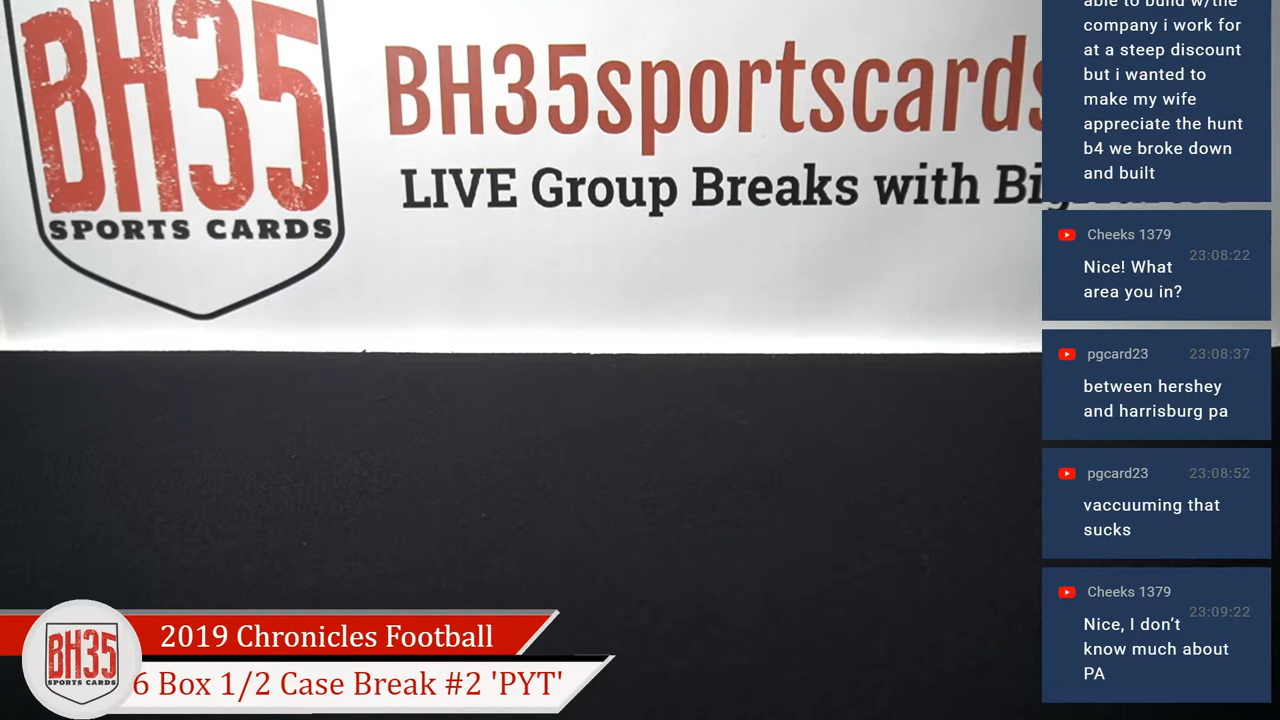 BH35
SPORTS CARDS
BH35sportscards
LIVE Group Breaks with
able to build w/the
company i work for
at a steep discount
but i wanted to
make my wife
appreciate the hunt
b4 we broke down
and built
Cheeks 1379
23:08:22
Nice! What
area you in?
pgcard23 23:08:37
between hershey
and harrisburg pa
pgcard23 23:08:52
vaccuuming that
sucks
Cheeks 1379
23:09:22
Nice, I don't
know much about
PA
2019 Chronicles Football
6 Box 1/2 Case Break #2 'PYT'
BH35
SPORTS CARDS